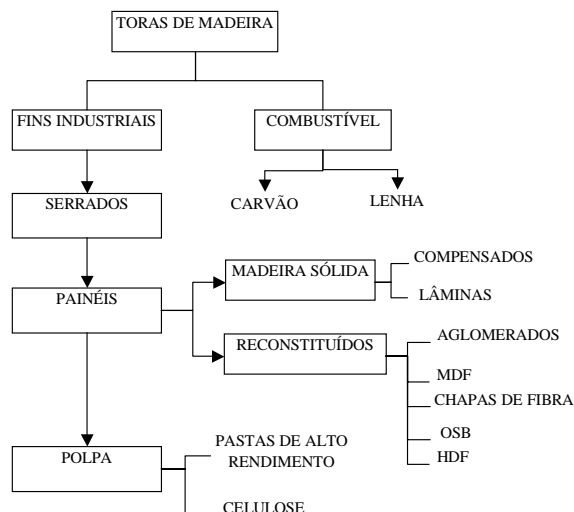 TORAS DE MADEIRA
FINS INDUSTRIAIS
COMBUSTÍVEL
CARVÃO
LENHA
SERRADOS
PAINÉIS
MADEIRA SÓLIDA
COMPENSADOS
LÂMINAS
RECONSTITUÍDOS
AGLOMERADOS
MDF
CHAPAS DE FIBRA
OSB
HDF
POLPA
PASTAS DE ALTO
RENDIMENTO
CELULOSE